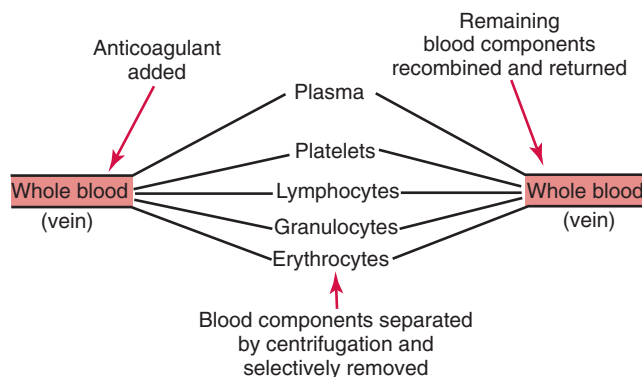 Anticoagulant
added
Remaining
blood components
recombined and returned
Plasma
Platelets
Whole blood
Lymphocytes
Whole blood
(vein)
Granulocytes
(vein)
Erythrocytes
Blood components separated
by centrifugation and
selectively removed